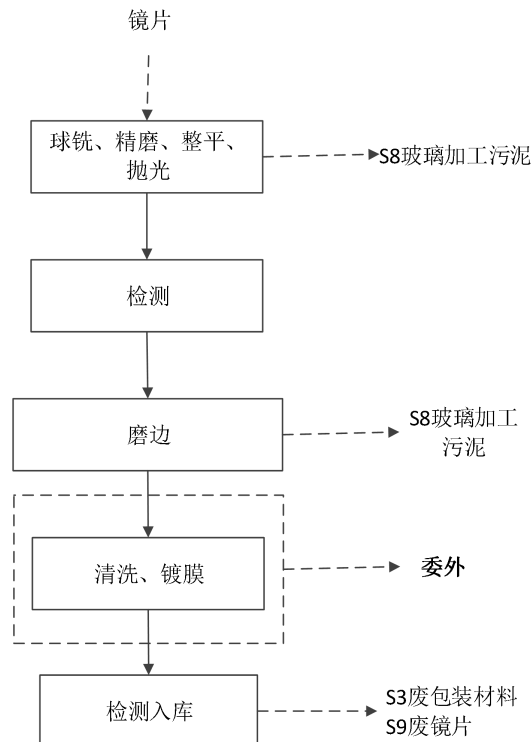 镜片
球铣、精磨、整平、
抛光
S8玻璃加工污泥
检测
磨边
S8玻璃加工
污泥
清洗、镀膜
委外
检测入库
S3废包装材料
S9废镜片